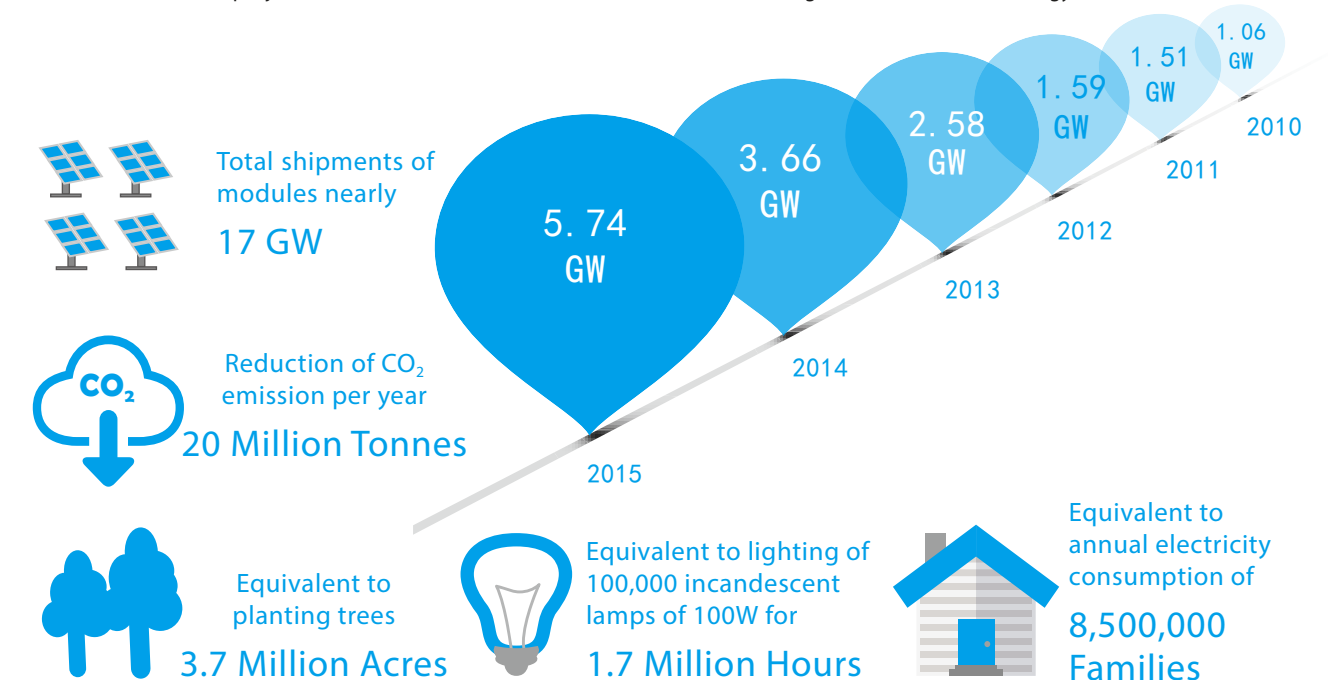 1.06
GW
2010
1.51
GW
2011
1.59
GW
2012
2.58
GW
2013
3.66
GW
2014
5.74
GW
2015
Total shipments of
modules nearly
17 GW
CO₂
Reduction of CO₂
emission per year
20 Million Tonnes
Equivalent to
planting trees
3.7 Million Acres
Equivalent to lighting of
100,000 incandescent
lamps of 100W for
1.7 Million Hours
Equivalent to
annual electricity
consumption of
8,500,000
Families